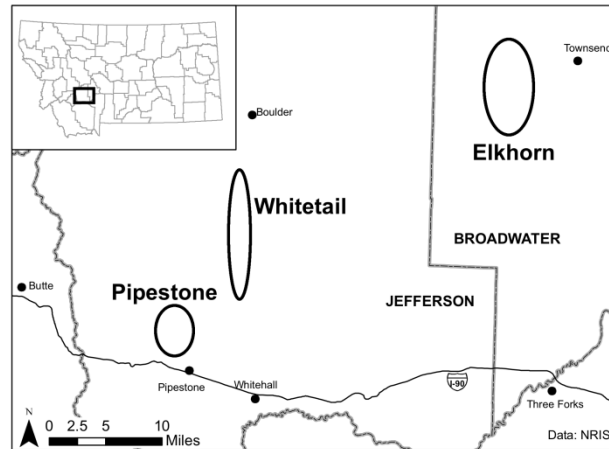 Townsend
Boulder
Elkhorn
Whitetail
BROADWATER
Butte
Pipestone
JEFFERSON
Pipestone
Whitehall
I-90
Three Forks
N
0 2.5 5 10
Miles
Data: NRIS